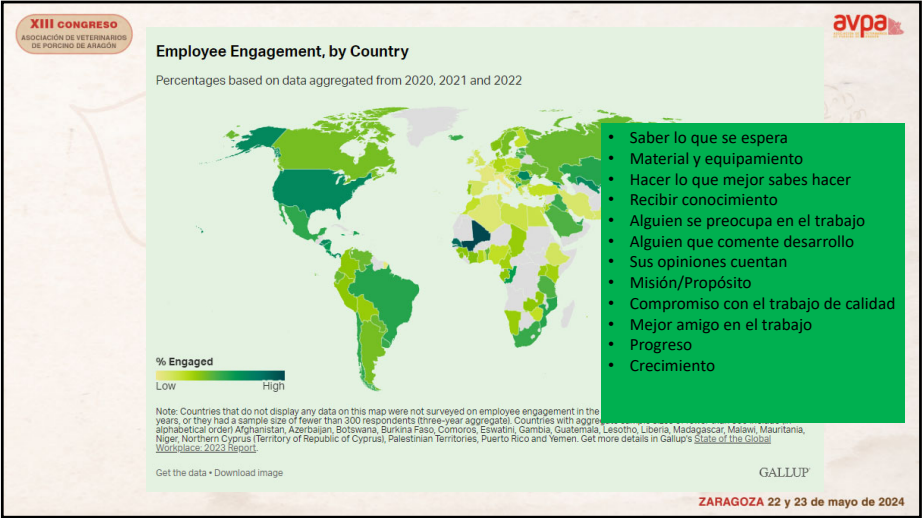 XIII CONGRESO
ASOCIACIÓN DE VETERINARIOS
DE PORCINO DE ARAGÓN
avpa
Employee Engagement, by Country
Percentages based on data aggregated from 2020, 2021 and 2022
• Saber lo que se espera
• Material y equipamiento
• Hacer lo que mejor sabes hacer
• Recibir conocimiento
• Alguien se preocupa en el trabajo
• Alguien que comente desarrollo
• Sus opiniones cuentan
• Misión/Propósito
• Compromiso con el trabajo de calidad
• Mejor amigo en el trabajo
• Progreso
• Crecimiento
% Engaged
Low High
Note: Countries that do not display any data on this map were not surveyed on employee engagement in the
years, or they had a sample size of fewer than 300 respondents (three-year aggregate). Countries with
alphabetical order) Afghanistan, Azerbaijan, Botswana, Burkina Faso, Comoros, Eswatini, Gambia, Guatemala, Lesotho, Liberia, Madagascar, Malawi, Mauritania,
Niger, Northern Cyprus (Territory of Republic of Cyprus), Palestinian Territories, Puerto Rico and Yemen. Get more details in Gallup's State of the Global
Workplace: 2023 Report.
Get the data • Download image
GALLUP
ZARAGOZA 22 y 23 de mayo de 2024